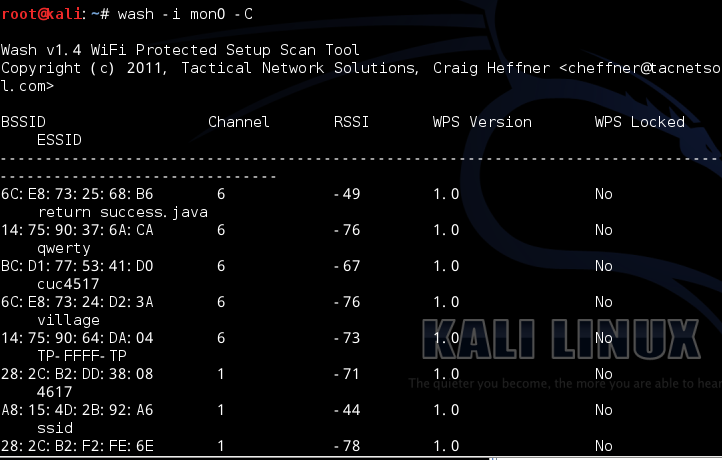 root@kali:~# wash -i mon0 -C
Wash v1.4 WiFi Protected Setup Scan Tool
Copyright (c) 2011, Tactical Network Solutions, Craig Heffner <cheffner@tacnetso
l.com>
BSSID Channel RSSI WPS Version WPS Locked
ESSID
--------------------------------------------------------------------------------
-------------------------------
6C:E8:73:25:68:B6 6 -49 1.0 No
return success.java
14:75:90:37:6A:CA 6 -76 1.0 No
qwerty
BC:D1:77:53:41:D0 6 -67 1.0 No
cuc4517
6C:E8:73:24:D2:3A 6 -76 1.0 No
village
14:75:90:64:DA:04 6 -73 1.0 No
TP-FFFF-TP
28:2C:B2:DD:38:08 1 -71 1.0 No
4617
A8:15:4D:2B:92:A6 1 -44 1.0 No
ssid
28:2C:B2:F2:FE:6E 1 -78 1.0 No
KALI LINUX
The quieter you become, the more you are able to hear